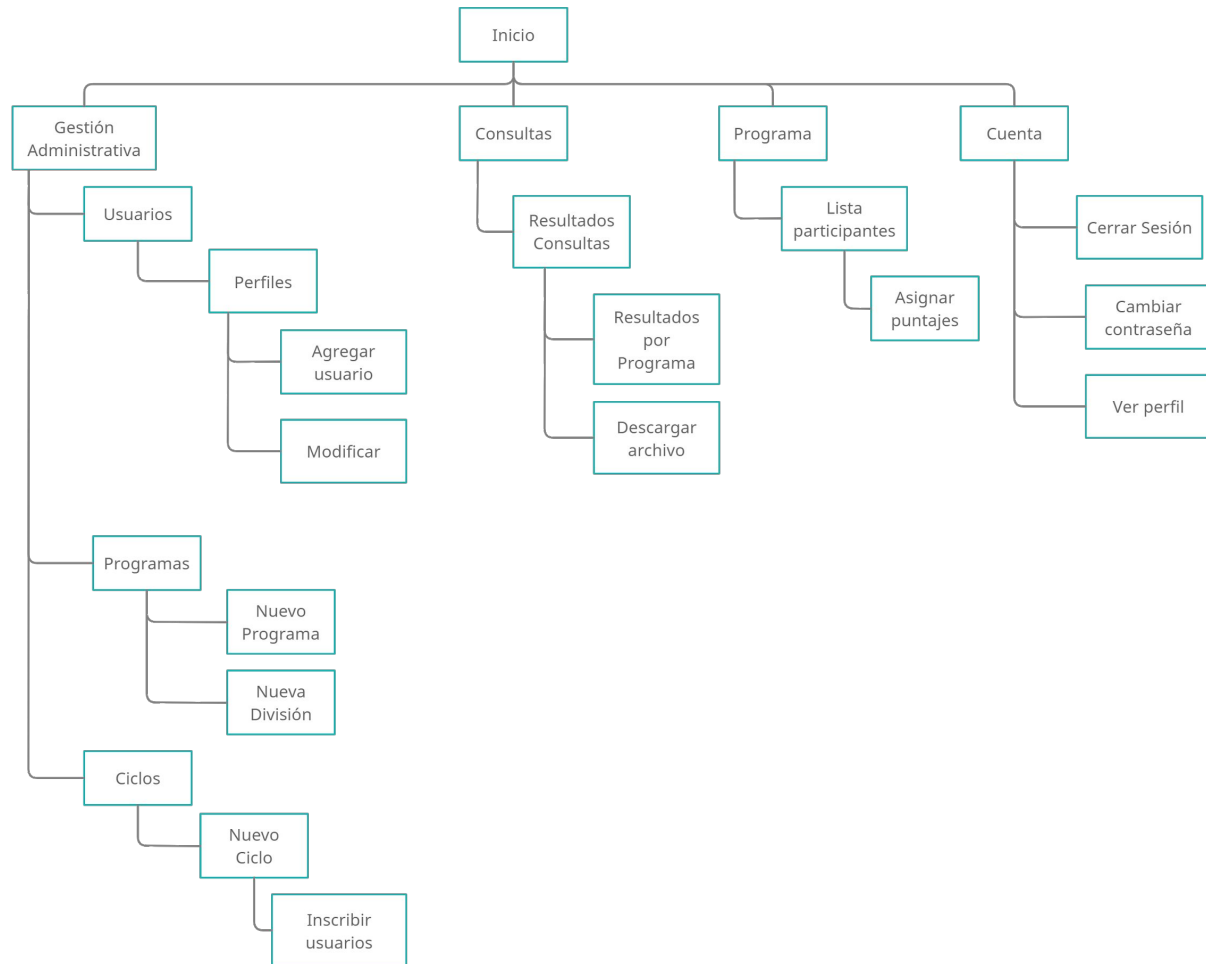 Inicio
Gestión
Administrativa
Consultas
Programa
Cuenta
Usuarios
Perfiles
Agregar
usuario
Modificar
Programas
Nuevo
Programa
Nueva
División
Ciclos
Nuevo
Ciclo
Inscribir
usuarios
Resultados
Consultas
Resultados
por
Programa
Descargar
archivo
Lista
participantes
Asignar
puntajes
Cerrar Sesión
Cambiar
contraseña
Ver perfil